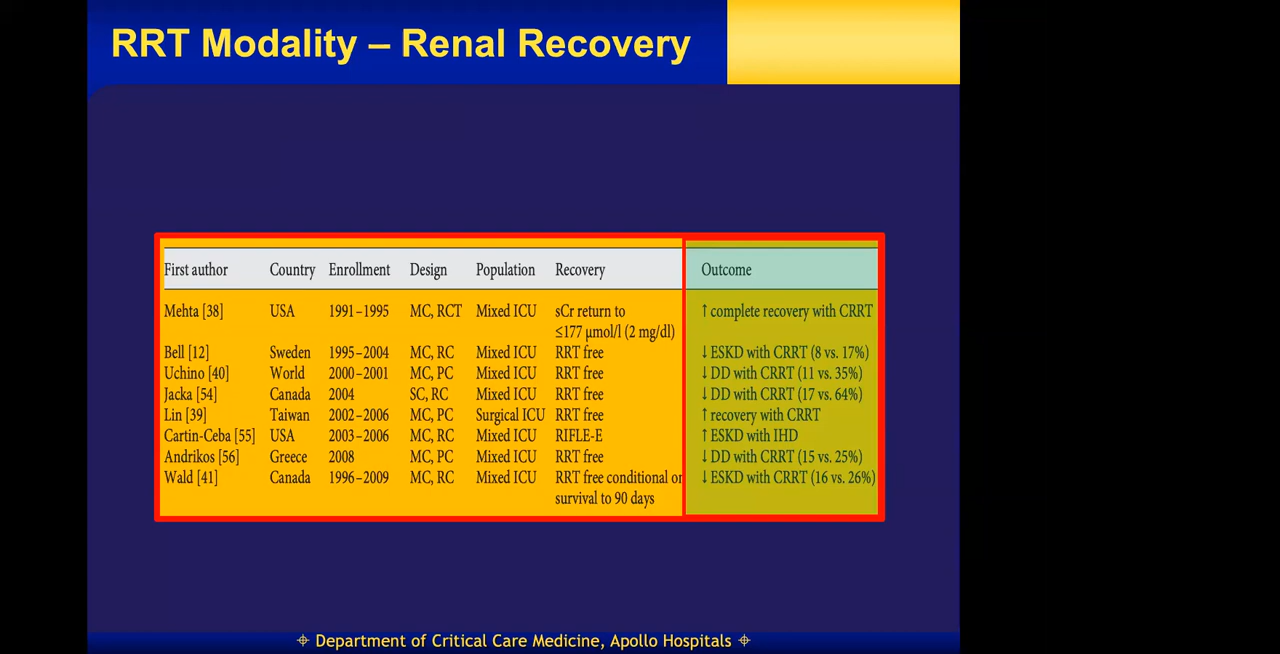 RRT Modality – Renal Recovery
First author Country Enrollment Design Population Recovery Outcome
Mehta [38] USA 1991–1995 MC, RCT Mixed ICU sCr return to ↑ complete recovery with CRRT
≤177 µmol/l (2 mg/dl)
Bell [12] Sweden 1995–2004 MC, RC Mixed ICU RRT free ↓ ESKD with CRRT (8 vs. 17%)
Uchino [40] World 2000–2001 MC, PC Mixed ICU RRT free ↓ DD with CRRT (11 vs. 35%)
Jacka [54] Canada 2004 SC, RC Mixed ICU RRT free ↓ DD with CRRT (17 vs. 64%)
Lin [39] Taiwan 2002–2006 MC, PC Surgical ICU RRT free ↑ recovery with CRRT
Cartin-Ceba [55] USA 2003–2006 MC, RC Mixed ICU RIFLE-E ↑ ESKD with IHD
Andrikos [56] Greece 2008 MC, PC Mixed ICU RRT free ↓ DD with CRRT (15 vs. 25%)
Wald [41] Canada 1996–2009 MC, RC Mixed ICU RRT free conditional on ↓ ESKD with CRRT (16 vs. 26%)
survival to 90 days
Department of Critical Care Medicine, Apollo Hospitals